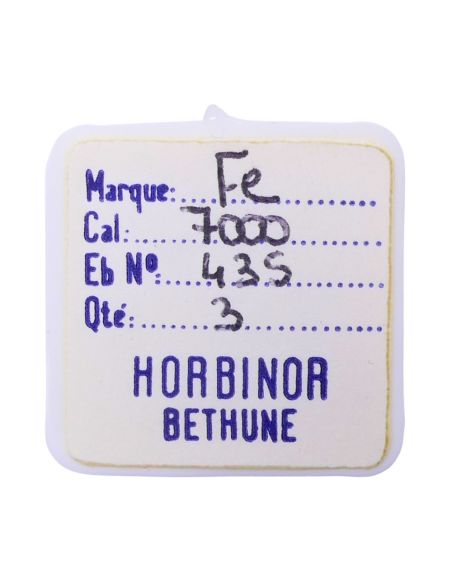 Marque: Fe
Cal: 7000
Eb Nº: 435
Qté: 3
HORBINOR
BETHUNE